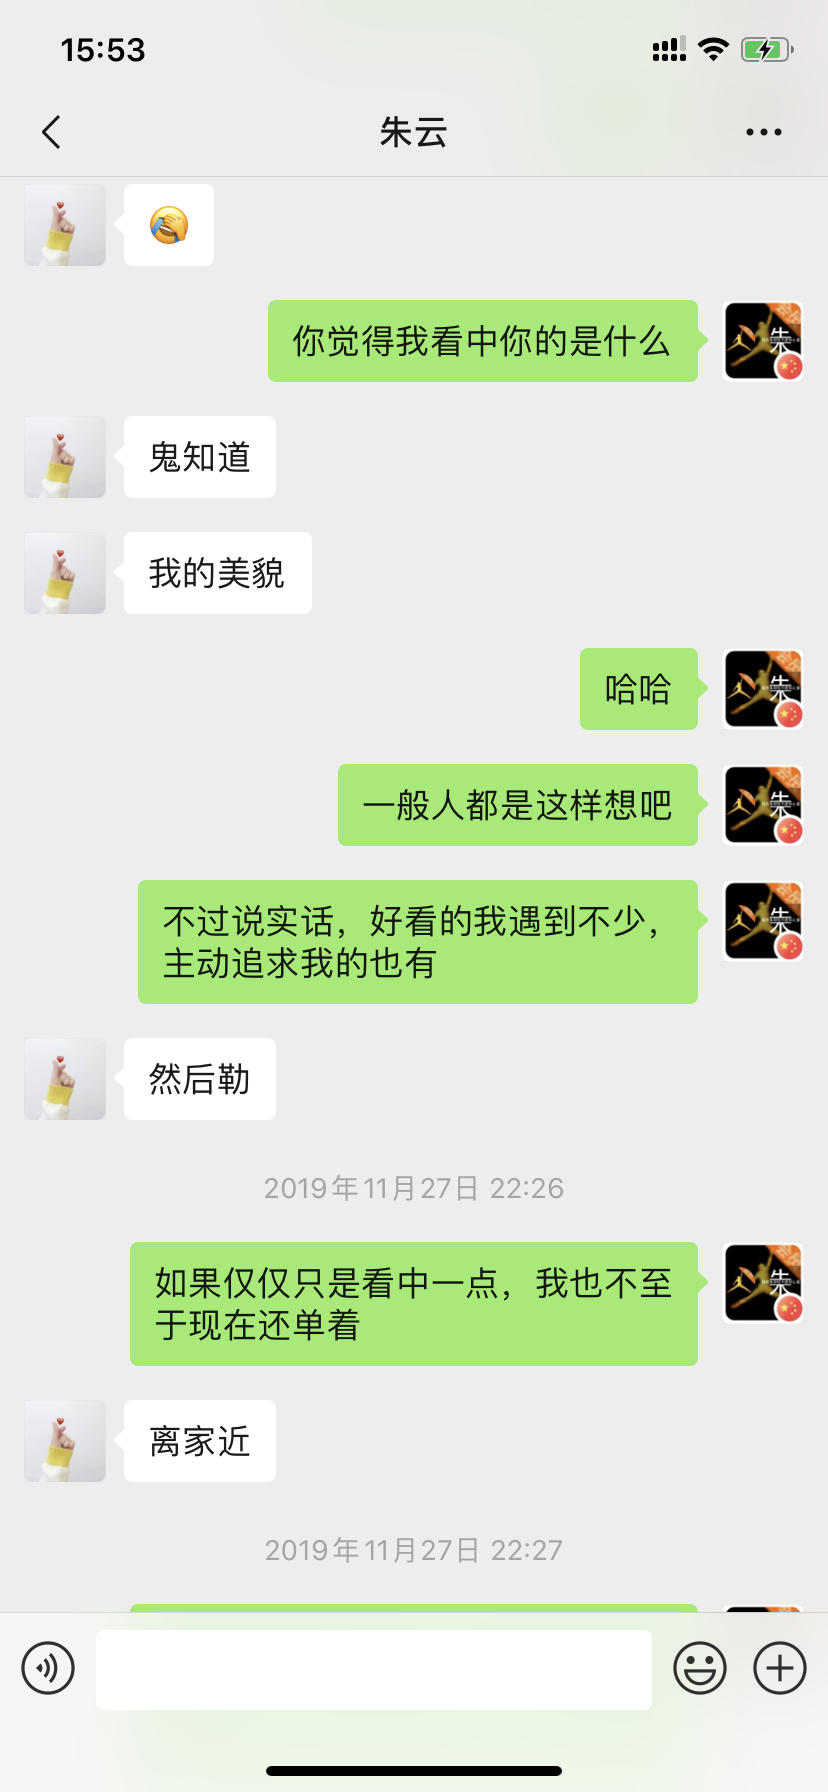 15:53
朱云
你觉得我看中你的是什么
朱
鬼知道
我的美貌
哈哈
朱
一般人都是这样想吧
朱
不过说实话，好看的我遇到不少，
主动追求我的也有
朱
然后勒
2019年11月27日 22:26
如果仅仅只是看中一点，我也不至
于现在还单着
朱
离家近
2019年11月27日 22:27